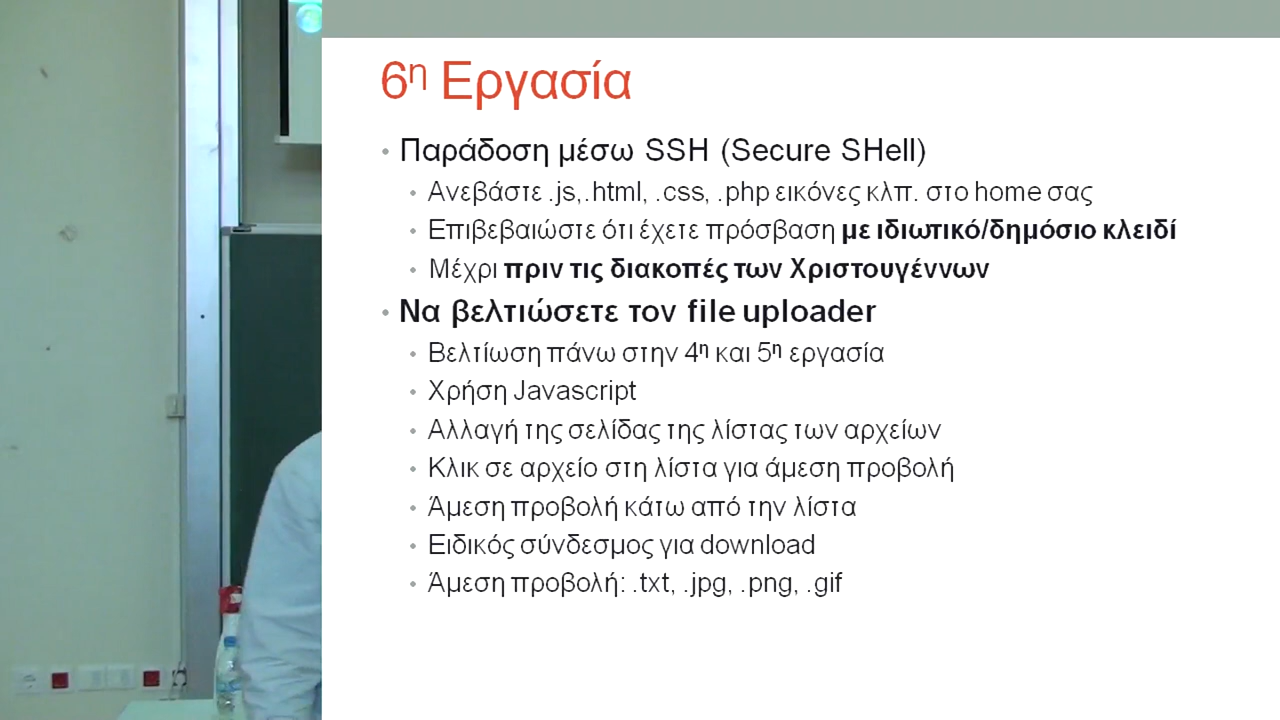 6η Εργασία
• Παράδοση μέσω SSH (Secure SHell)
• Ανεβάστε .js,.html, .css, .php εικόνες κλπ. στο home σας
• Επιβεβαιώστε ότι έχετε πρόσβαση με ιδιωτικό/δημόσιο κλειδί
• Μέχρι πριν τις διακοπές των Χριστουγέννων
• Να βελτιώσετε τον file uploader
• Βελτίωση πάνω στην 4η και 5η εργασία
• Χρήση Javascript
• Αλλαγή της σελίδας της λίστας των αρχείων
• Κλικ σε αρχείο στη λίστα για άμεση προβολή
• Άμεση προβολή κάτω από την λίστα
• Ειδικός σύνδεσμος για download
• Άμεση προβολή: .txt, .jpg, .png, .gif